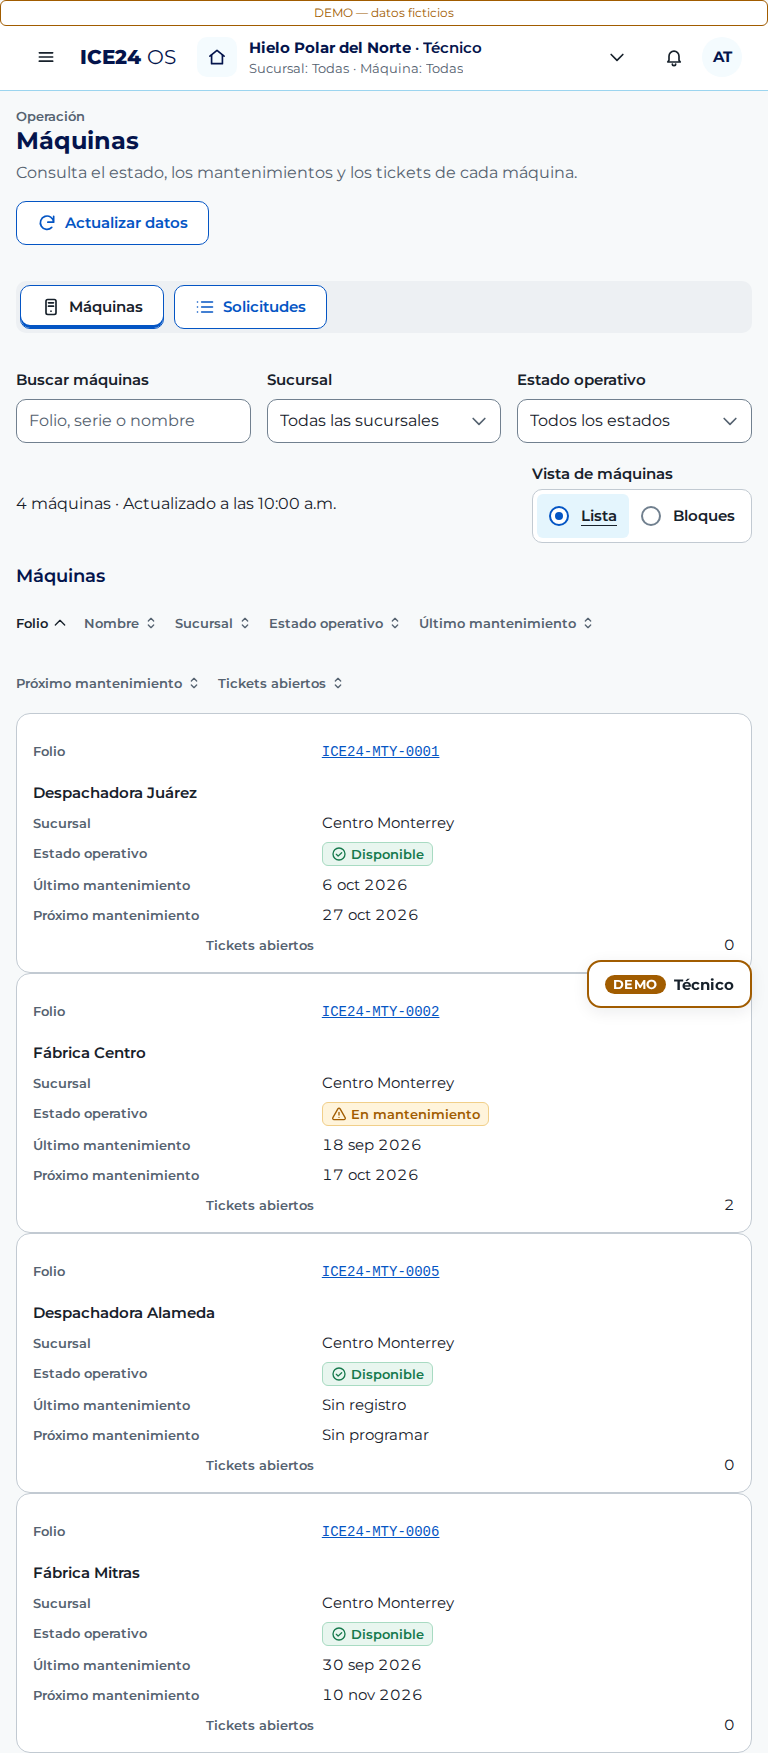 DEMO — datos ficticios
ICE24 OS
Hielo Polar del Norte · Técnico
Sucursal: Todas · Máquina: Todas
AT
Operación
Máquinas
Consulta el estado, los mantenimientos y los tickets de cada máquina.
Actualizar datos
Máquinas Solicitudes
Buscar máquinas Sucursal Estado operativo
Folio, serie o nombre Todas las sucursales Todos los estados
Vista de máquinas
4 máquinas · Actualizado a las 10:00 a.m.
Lista Bloques
Máquinas
Folio Nombre Sucursal Estado operativo Último mantenimiento
Próximo mantenimiento Tickets abiertos
Folio ICE24-MTY-0001
Despachadora Juárez
Sucursal Centro Monterrey
Estado operativo Disponible
Último mantenimiento 6 oct 2026
Próximo mantenimiento 27 oct 2026
Tickets abiertos 0
DEMO Técnico
Folio ICE24-MTY-0002
Fábrica Centro
Sucursal Centro Monterrey
Estado operativo En mantenimiento
Último mantenimiento 18 sep 2026
Próximo mantenimiento 17 oct 2026
Tickets abiertos 2
Folio ICE24-MTY-0005
Despachadora Alameda
Sucursal Centro Monterrey
Estado operativo Disponible
Último mantenimiento Sin registro
Próximo mantenimiento Sin programar
Tickets abiertos 0
Folio ICE24-MTY-0006
Fábrica Mitras
Sucursal Centro Monterrey
Estado operativo Disponible
Último mantenimiento 30 sep 2026
Próximo mantenimiento 10 nov 2026
Tickets abiertos 0